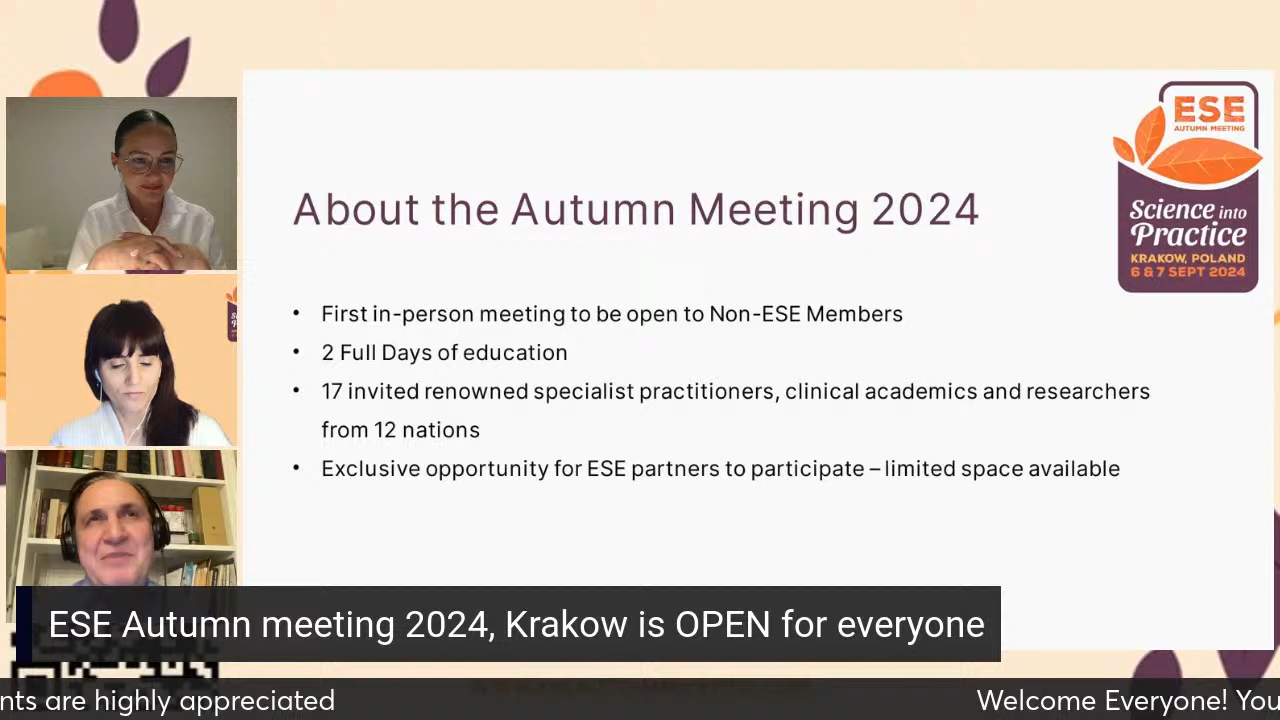 ESE
AUTUMN MEETING
Science into
Practice
KRAKOW, POLAND
6 & 7 SEPT 2024
About the Autumn Meeting 2024
• First in-person meeting to be open to Non-ESE Members
• 2 Full Days of education
• 17 invited renowned specialist practitioners, clinical academics and researchers
from 12 nations
• Exclusive opportunity for ESE partners to participate – limited space available
ESE Autumn meeting 2024, Krakow is OPEN for everyone
nts are highly appreciated
Welcome Everyone! You